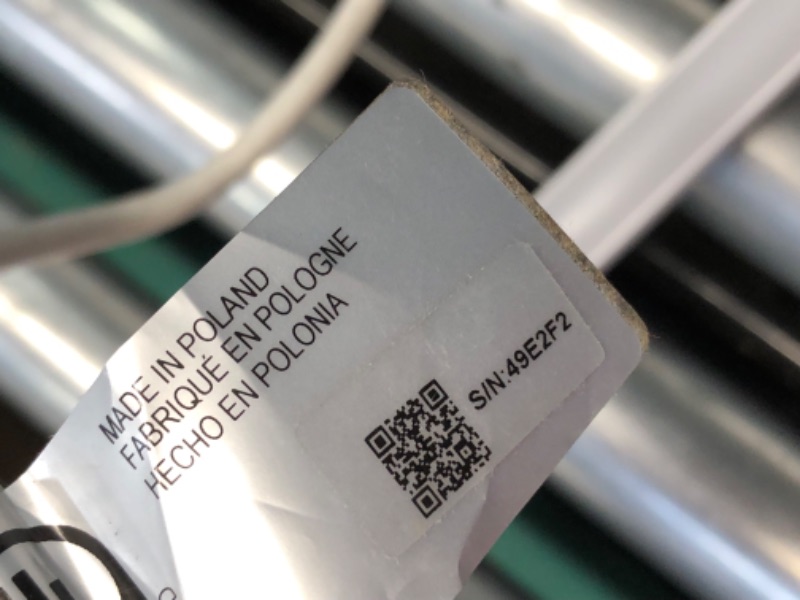 MADE IN POLAND
FABRIQUÉ EN POLOGNE
HECHO EN POLONIA
S/N:49E2F2